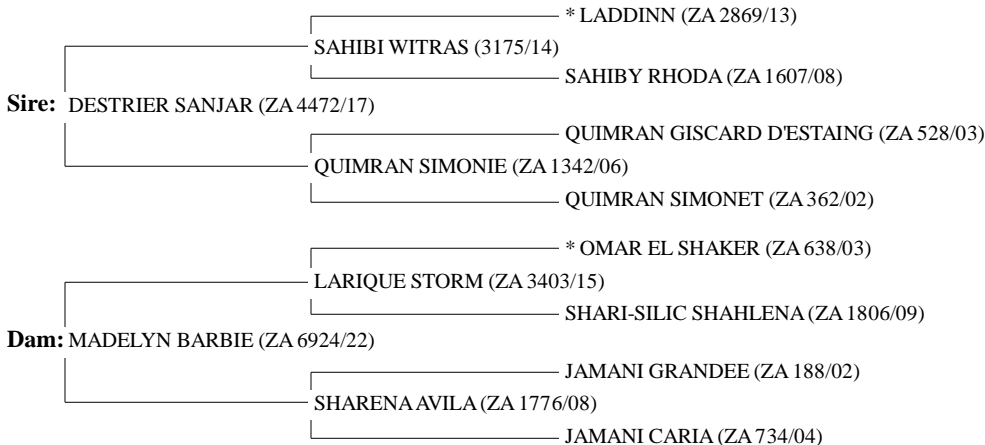 * LADDINN (ZA 2869/13)
SAHIBI WITRAS (3175/14)
SAHIBY RHODA (ZA 1607/08)
Sire: DESTRIER SANJAR (ZA 4472/17)
QUIMRAN GISCARD D'ESTAING (ZA 528/03)
QUIMRAN SIMONIE (ZA 1342/06)
QUIMRAN SIMONET (ZA 362/02)
* OMAR EL SHAKER (ZA 638/03)
LARIQUE STORM (ZA 3403/15)
SHARI-SILIC SHAHLENA (ZA 1806/09)
Dam: MADELYN BARBIE (ZA 6924/22)
JAMANI GRANDEE (ZA 188/02)
SHARENA AVILA (ZA 1776/08)
JAMANI CARIA (ZA 734/04)